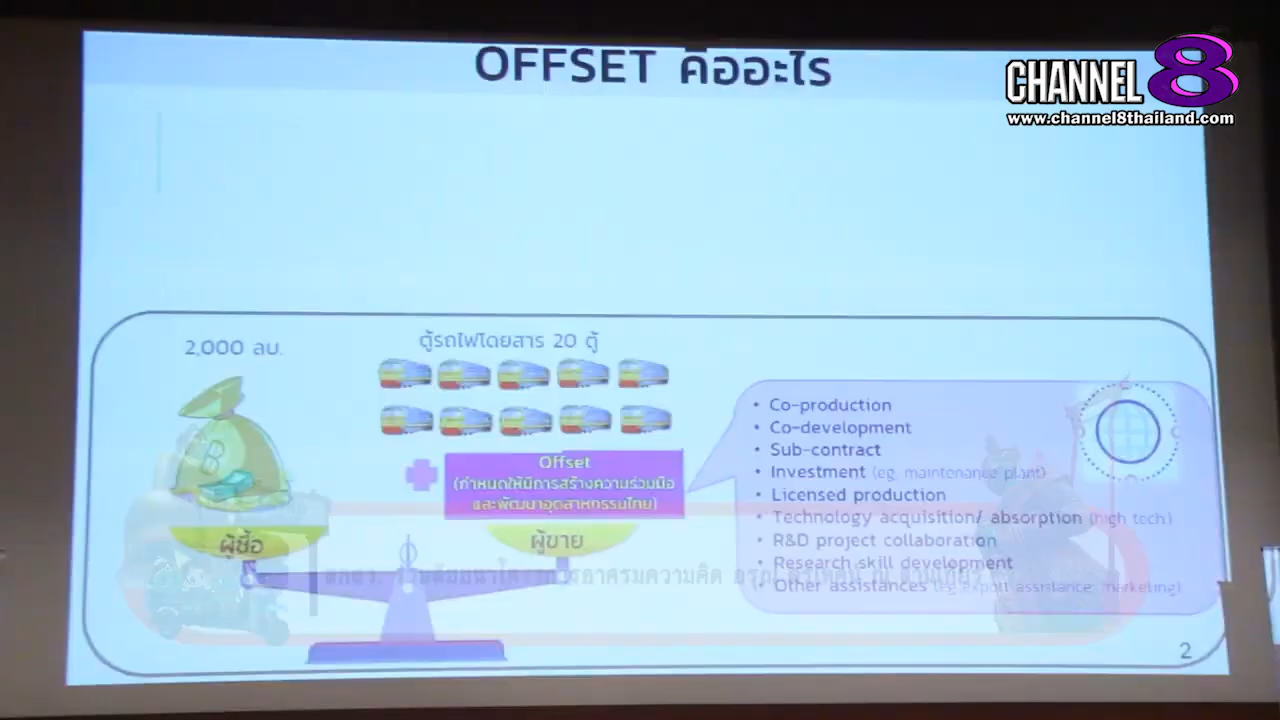 OFFSET คืออะไร
CHANNEL 8
www.channel8thailand.com
2,000 ลบ.
ตู้รถไฟโดยสาร 20 ตู้
B
Offset
(กำหนดให้มีการสร้างความร่วมมือ
และพัฒนาอุตสาหกรรมไทย)
ผู้ซื้อ
ผู้ขาย
• Co-production
• Co-development
• Sub-contract
• Investment (eg. maintenance plant)
• Licensed production
• Technology acquisition/ absorption (high tech)
• R&D project collaboration
• Research skill development
• Other assistances (eg export assistance, marketing)
2